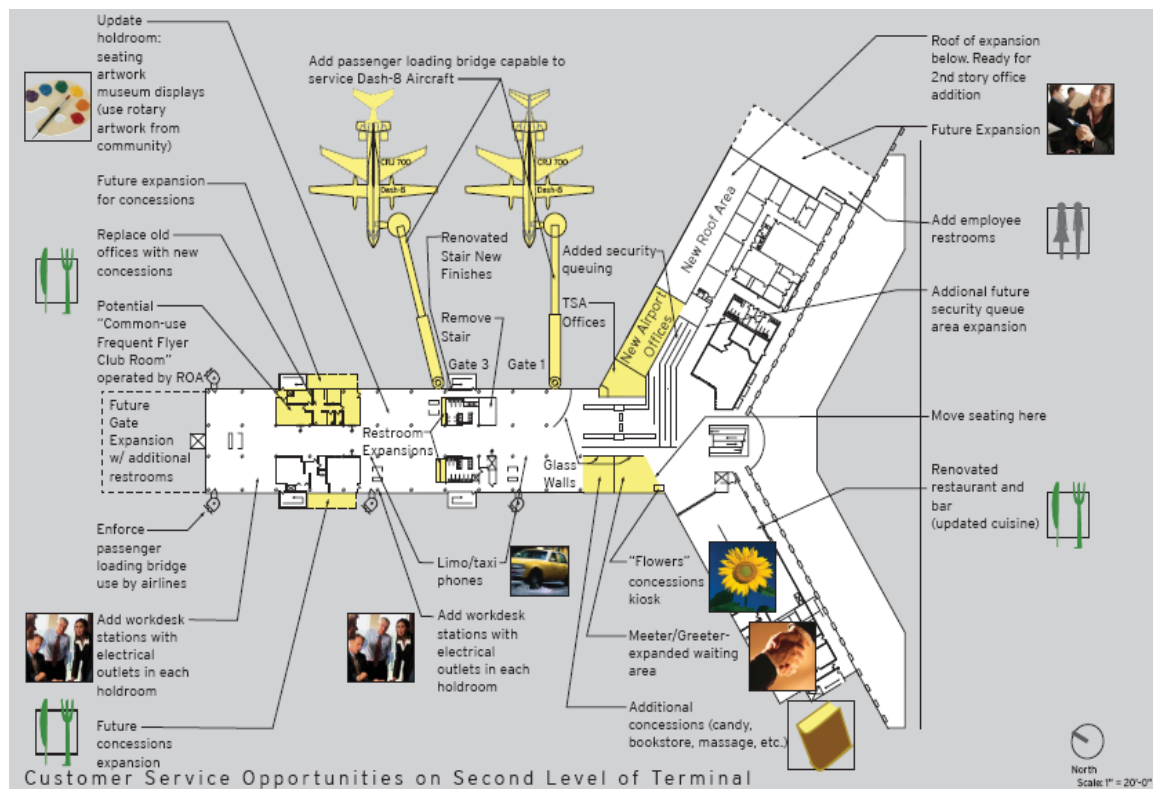 Update
holdroom:
seating
artwork
museum displays
(use rotary
artwork from
community)
Future expansion
for concessions
Replace old
offices with new
concessions
Potential
“Common-use
Frequent Flyer
Club Room”
operated by ROA
Future
Gate
Expansion
w/ additional
restrooms
Enforce
passenger
loading bridge
use by airlines
Add workdesk
stations with
electrical
outlets in each
holdroom
Future
concessions
expansion
Add passenger loading bridge capable to
service Dash-8 Aircraft
CRJ 700
Dash-8
CRJ 700
Dash-8
Renovated
Stair New
Finishes
Remove
Stair
Gate 3
Gate 1
Added security
queuing
TSA
Offices
New Airport
Offices
New Roof Area
Restroom
Expansions
Glass
Walls
Limo/taxi
phones
Add workdesk
stations with
electrical
outlets in each
holdroom
“Flowers”
concessions
kiosk
Meeter/Greeter-
expanded waiting
area
Additional
concessions (candy,
bookstore, massage, etc.)
Roof of expansion
below. Ready for
2nd story office
addition
Future Expansion
Add employee
restrooms
Addional future
security queue
area expansion
Move seating here
Renovated
restaurant and
bar
(updated cuisine)
North
Scale: 1" = 20'-0"
Customer Service Opportunities on Second Level of Terminal